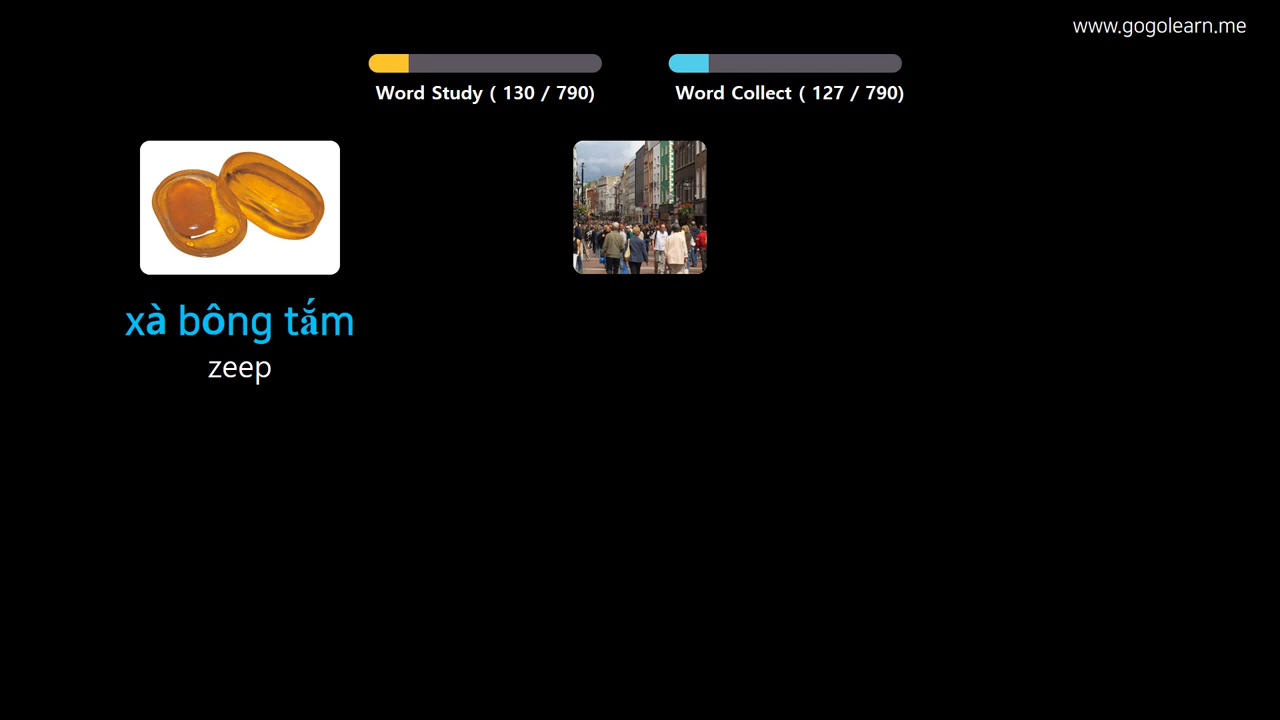 www.gogolearn.me
Word Study ( 130 / 790)
Word Collect ( 127 / 790)
xà bông tắm
zeep